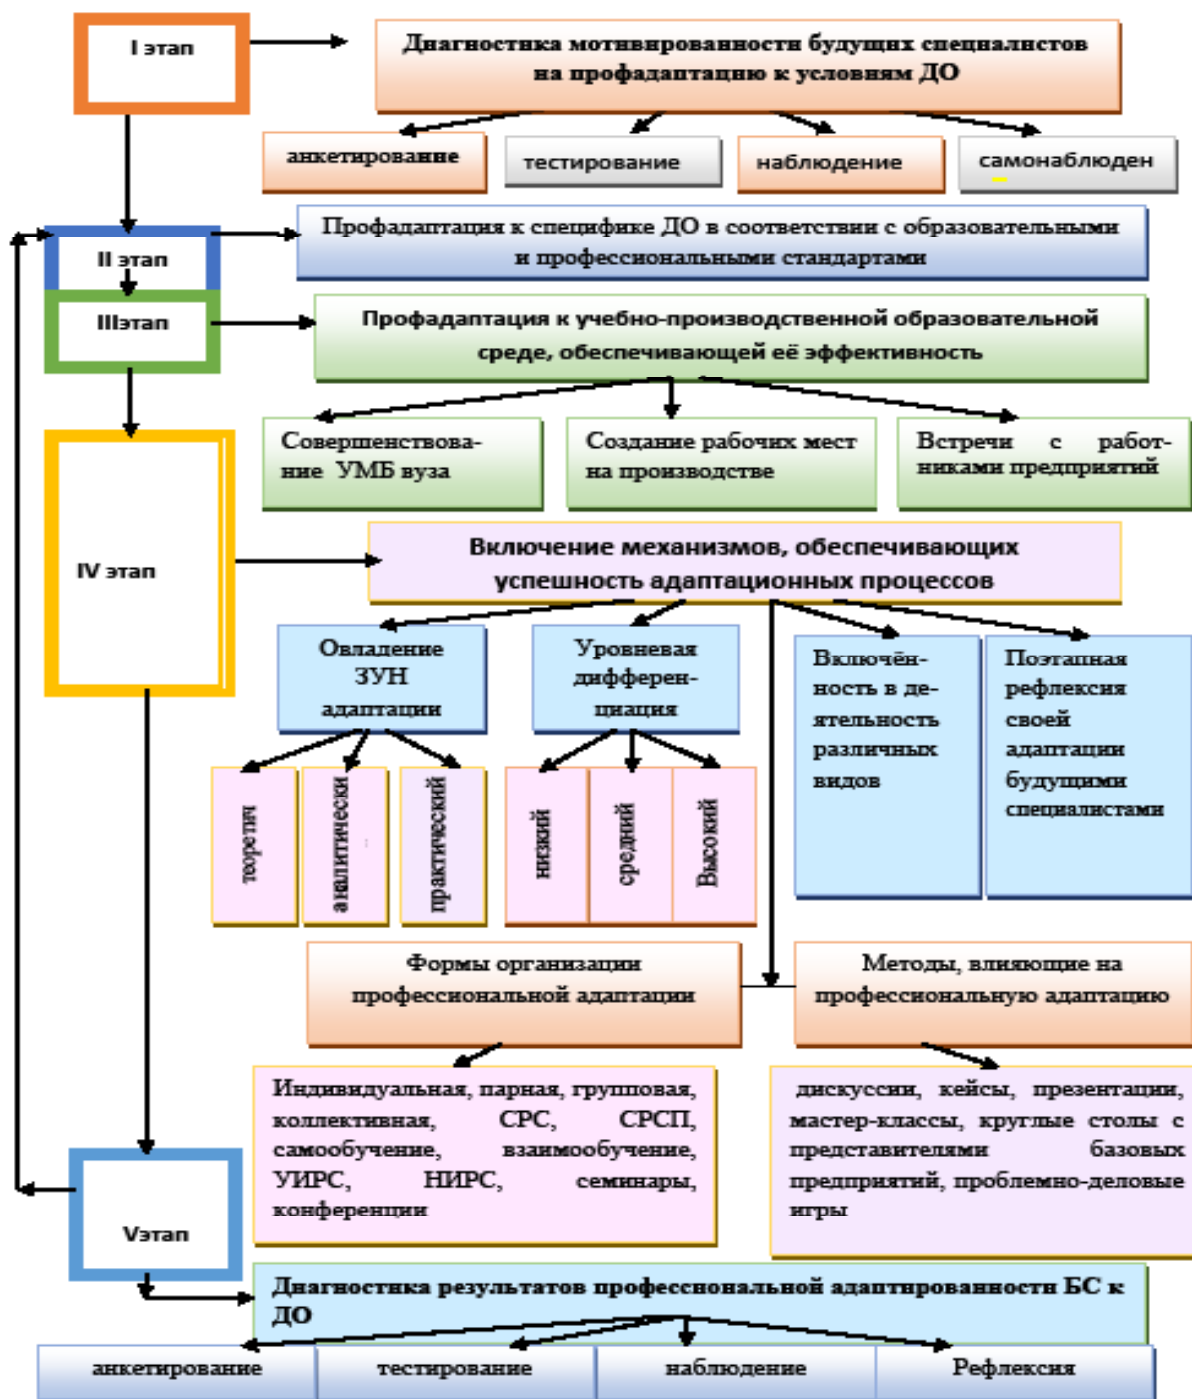 I этап
Диагностика мотивированности будущих специалистов
на профадаптацию к условиям ДО
анкетирование
тестирование
наблюдение
самонаблюден
II этап
Профадаптация к специфике ДО в соответствии с образовательными
и профессиональными стандартами
IIIэтап
Профадаптация к учебно-производственной образовательной
среде, обеспечивающей её эффективность
Совершенствова-
ние УМБ вуза
Создание рабочих мест
на производстве
Встречи с работ-
никами предприятий
IV этап
Включение механизмов, обеспечивающих
успешность адаптационных процессов
Овладение
ЗУН
адаптации
Уровневая
дифферен-
циация
Включён-
ность в де-
ятельность
различных
видов
Поэтапная
рефлексия
своей
адаптации
будущими
специалистами
теоретич
аналитически
практический
низкий
средний
Высокий
Формы организации
профессиональной адаптации
Методы, влияющие на
профессиональную адаптацию
Индивидуальная, парная, групповая,
коллективная, СРС, СРСП,
самообучение, взаимообучение,
УИРС, НИРС, семинары,
конференции
дискуссии, кейсы, презентации,
мастер-классы, круглые столы с
представителями базовых
предприятий, проблемно-деловые
игры
Vэтап
Диагностика результатов профессиональной адаптированности БС к
ДО
анкетирование
тестирование
наблюдение
Рефлексия